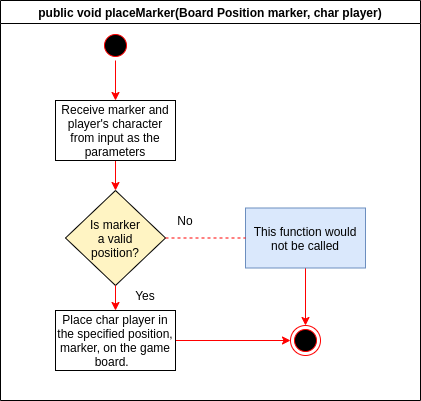 public void placeMarker(Board Position marker, char player)
Receive marker and
player's character
from input as the
parameters
Is marker
a valid
position?
No
This function would
not be called
Yes
Place char player in
the specified position,
marker, on the game
board.